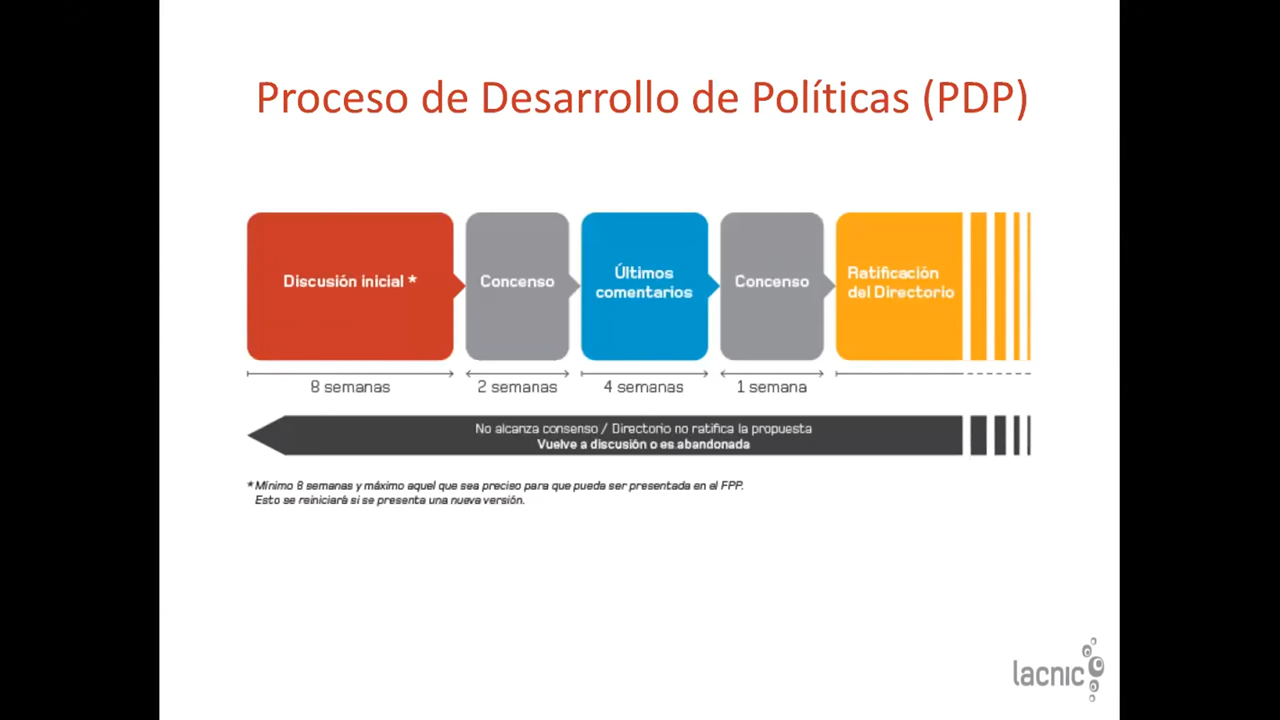 Proceso de Desarrollo de Políticas (PDP)
Discusión inicial *
Concenso
Últimos
comentarios
Concenso
Ratificación
del Directorio
8 semanas
2 semanas
4 semanas
1 semana
No alcanza consenso / Directorio no ratifica la propuesta
Vuelve a discusión o es abandonada
* Mínimo 8 semanas y máximo aquel que sea preciso para que pueda ser presentada en el FPP.
Esto se reiniciará si se presenta una nueva versión.
lacnic